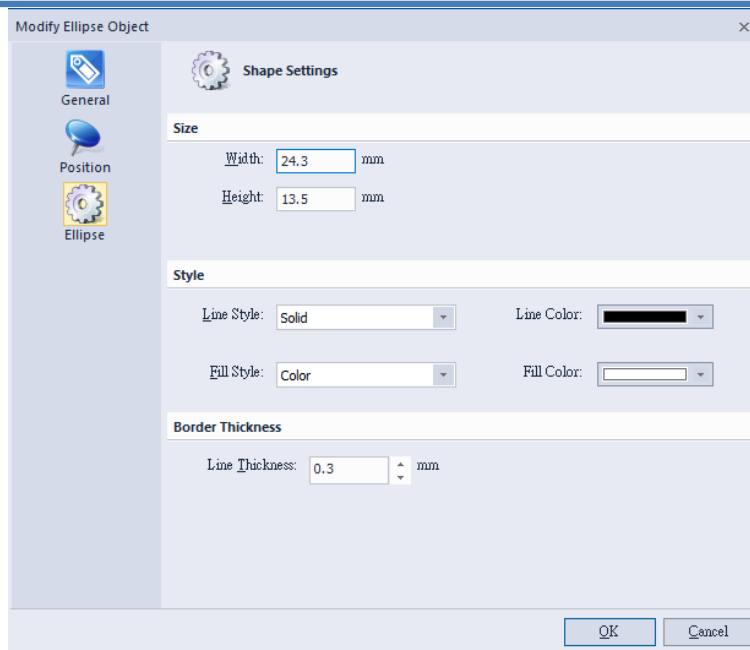 Modify Ellipse Object
General
Position
Ellipse
Shape Settings
Size
Width: 24.3 mm
Height: 13.5 mm
Style
Line Style: Solid Line Color:
Fill Style: Color Fill Color:
Border Thickness
Line Thickness: 0.3 mm
OK Cancel